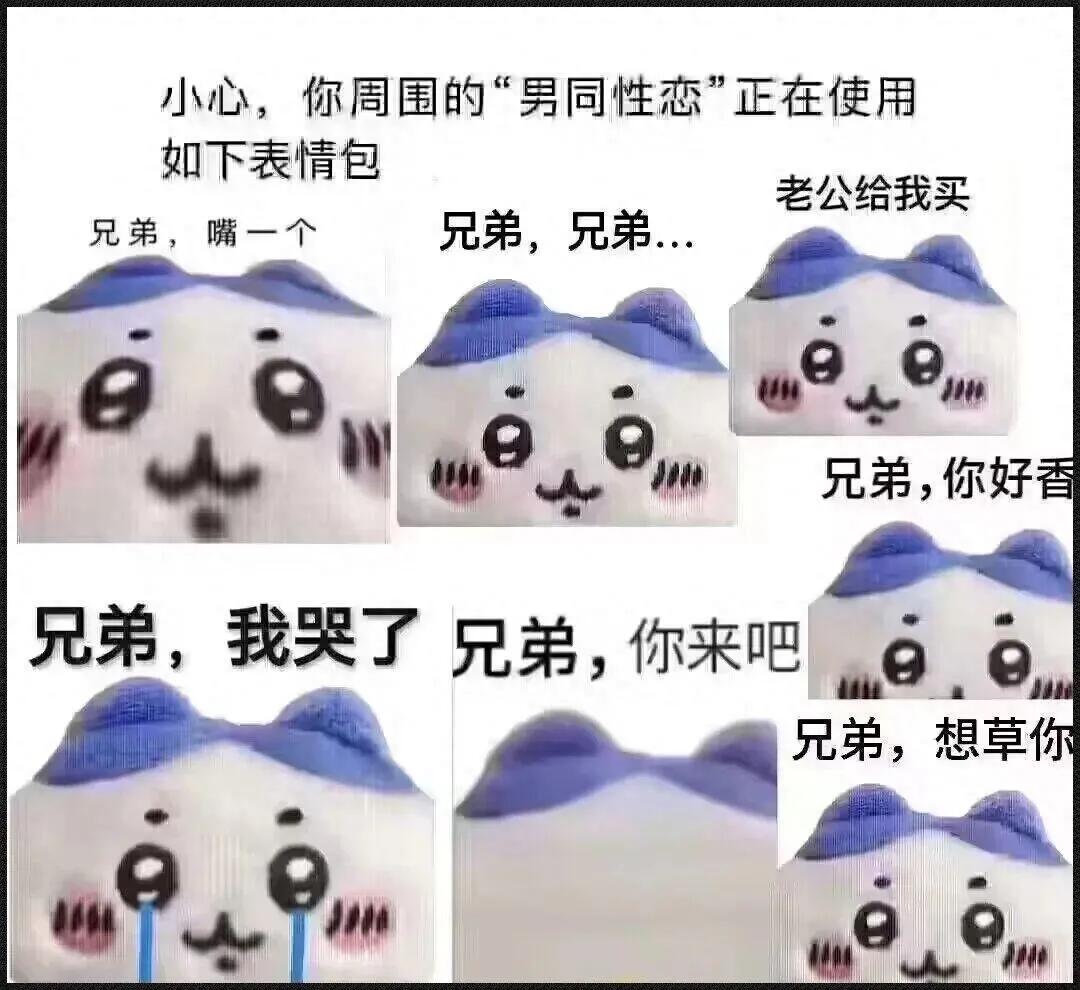 小心，你周围的“男同性恋”正在使用
如下表情包
兄弟，嘴一个
兄弟，兄弟...
老公给我买
兄弟，你好香
兄弟，我哭了
兄弟，你来吧
兄弟，想草你